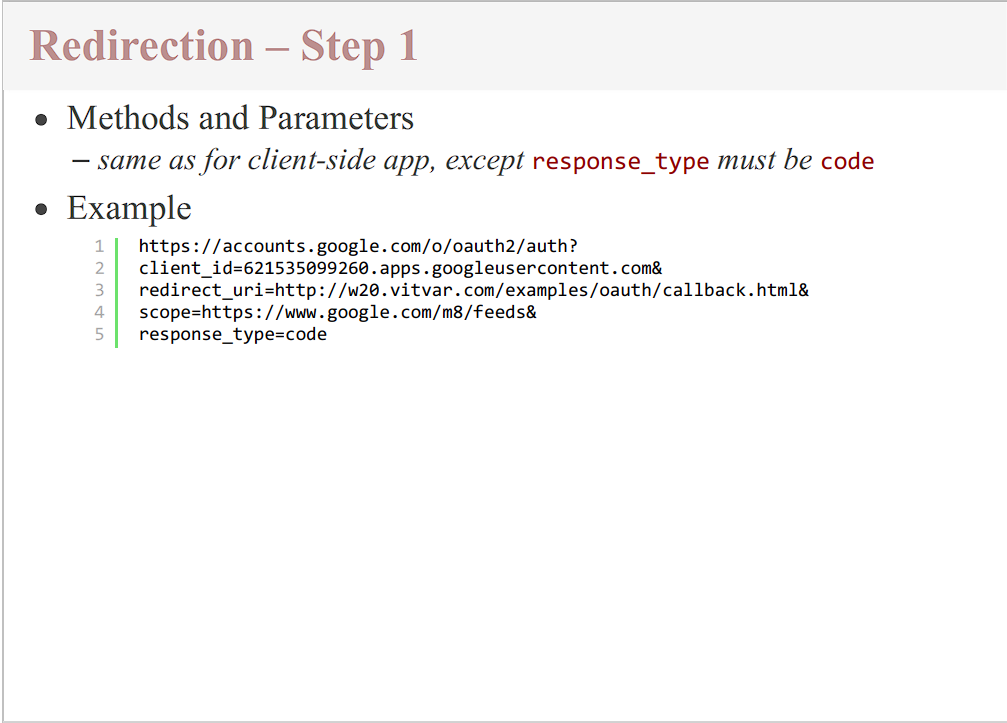 Redirection – Step 1
• Methods and Parameters
– same as for client-side app, except response_type must be code
• Example
1 https://accounts.google.com/o/oauth2/auth?
2 client_id=621535099260.apps.googleusercontent.com&
3 redirect_uri=http://w20.vitvar.com/examples/oauth/callback.html&
4 scope=https://www.google.com/m8/feeds&
5 response_type=code